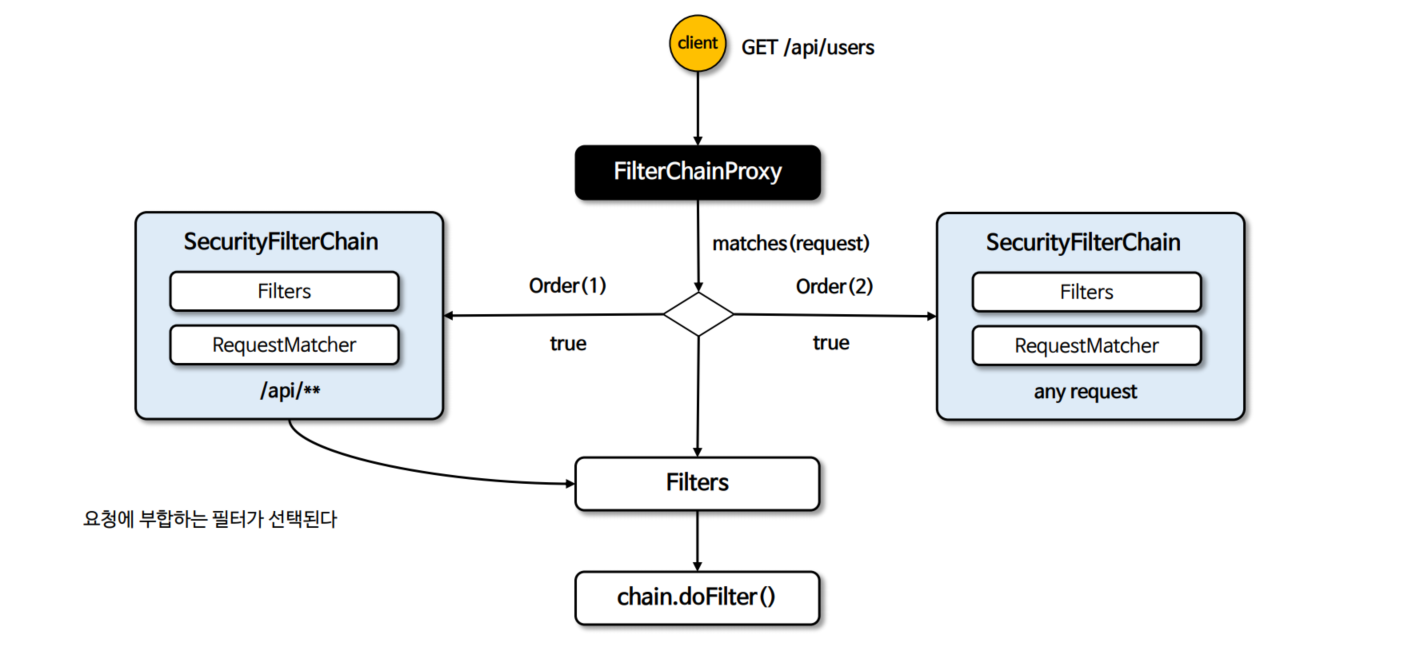 client
GET /api/users
FilterChainProxy
matches(request)
SecurityFilterChain
Filters
RequestMatcher
/api/**
Order(1)
true
Order(2)
true
SecurityFilterChain
Filters
RequestMatcher
any request
요청에 부합하는 필터가 선택된다
Filters
chain.doFilter()